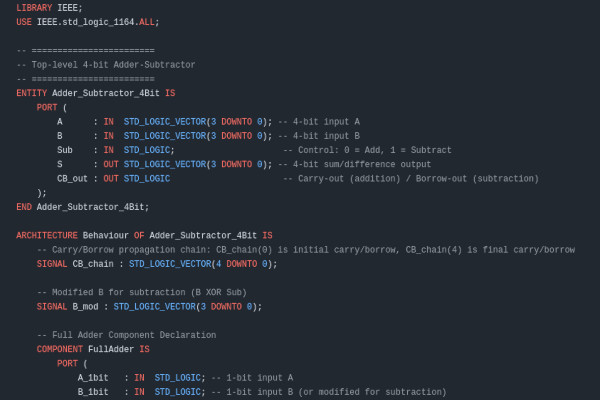 LIBRARY IEEE;
USE IEEE.std_logic_1164.ALL;
-- ========================
-- Top-level 4-bit Adder-Subtractor
-- ========================
ENTITY Adder_Subtractor_4Bit IS
PORT (
A : IN STD_LOGIC_VECTOR(3 DOWNTO 0); -- 4-bit input A
B : IN STD_LOGIC_VECTOR(3 DOWNTO 0); -- 4-bit input B
Sub : IN STD_LOGIC; -- Control: 0 = Add, 1 = Subtract
S : OUT STD_LOGIC_VECTOR(3 DOWNTO 0); -- 4-bit sum/difference output
CB_out : OUT STD_LOGIC -- Carry-out (addition) / Borrow-out (subtraction)
);
END Adder_Subtractor_4Bit;
ARCHITECTURE Behaviour OF Adder_Subtractor_4Bit IS
-- Carry/Borrow propagation chain: CB_chain(0) is initial carry/borrow, CB_chain(4) is final carry/borrow
SIGNAL CB_chain : STD_LOGIC_VECTOR(4 DOWNTO 0);
-- Modified B for subtraction (B XOR Sub)
SIGNAL B_mod : STD_LOGIC_VECTOR(3 DOWNTO 0);
-- Full Adder Component Declaration
COMPONENT FullAdder IS
PORT (
A_1bit : IN STD_LOGIC; -- 1-bit input A
B_1bit : IN STD_LOGIC; -- 1-bit input B (or modified for subtraction)